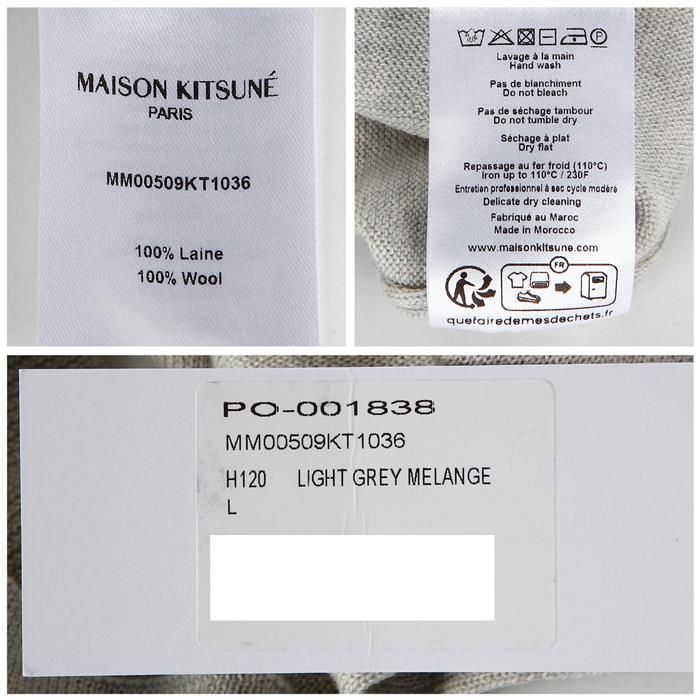 MAISON KITSUNÉ
PARIS
MM00509KT1036
100% Laine
100% Wool
Lavage à la main
Hand wash
Pas de blanchiment
Do not bleach
Pas de séchage tambour
Do not tumble dry
Séchage à plat
Dry flat
Repassage au fer froid (110°C)
Iron up to 110°C / 230F
Entretien professionnel à sec cycle modéré
Delicate dry cleaning
Fabriqué au Maroc
Made in Morocco
www.maisonkitsune.com
FR
quefairedemesdechets.fr
PO-001838
MM00509KT1036
H120 LIGHT GREY MELANGE
L